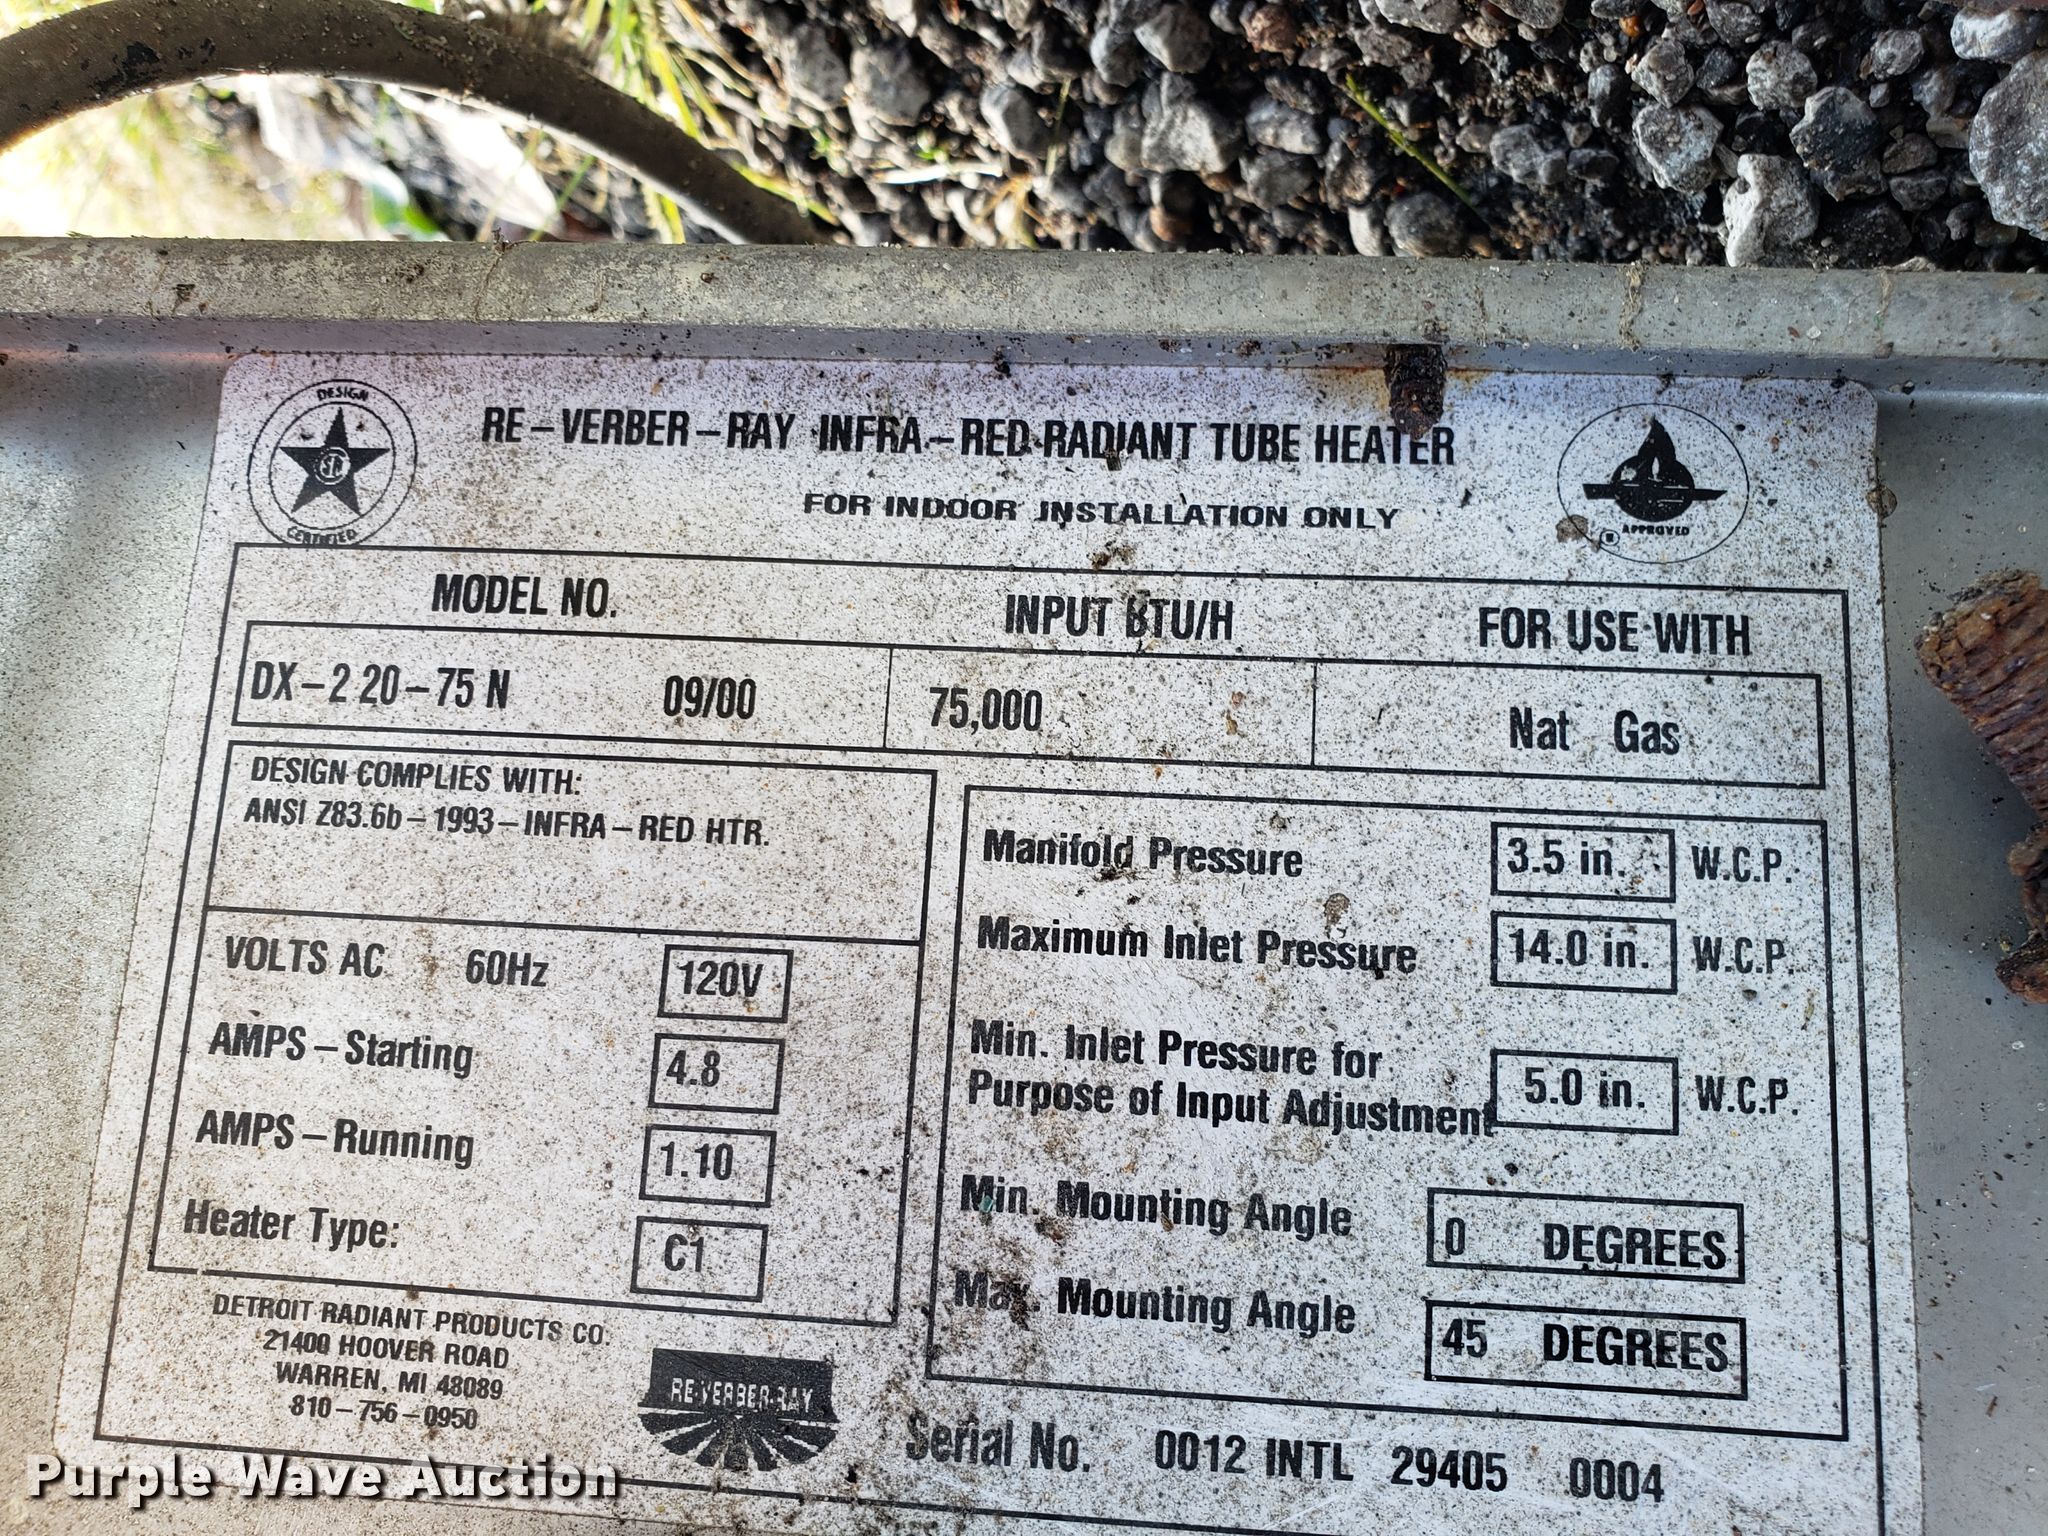 DESIGN
CERTIFIED
RE-VERBER-RAY INFRA-RED RADIANT TUBE HEATER
FOR INDOOR INSTALLATION ONLY
APPROVED
MODEL NO. INPUT BTU/H FOR USE WITH
DX-2 20-75 N 09/00 75,000 Nat Gas
DESIGN COMPLIES WITH:
ANSI Z83.6b-1993-INFRA-RED HTR.
VOLTS AC 60Hz 120V
AMPS-Starting 4.8
AMPS-Running 1.10
Heater Type: C1
Manifold Pressure 3.5 in. W.C.P.
Maximum Inlet Pressure 14.0 in. W.C.P.
Min. Inlet Pressure for
Purpose of Input Adjustment 5.0 in. W.C.P.
Min. Mounting Angle 0 DEGREES
Max. Mounting Angle 45 DEGREES
DETROIT RADIANT PRODUCTS CO.
21400 HOOVER ROAD
WARREN, MI 48089
810-756-0950
RE-VERBER-RAY
Serial No. 0012 INTL 29405 0004
Purple Wave Auction